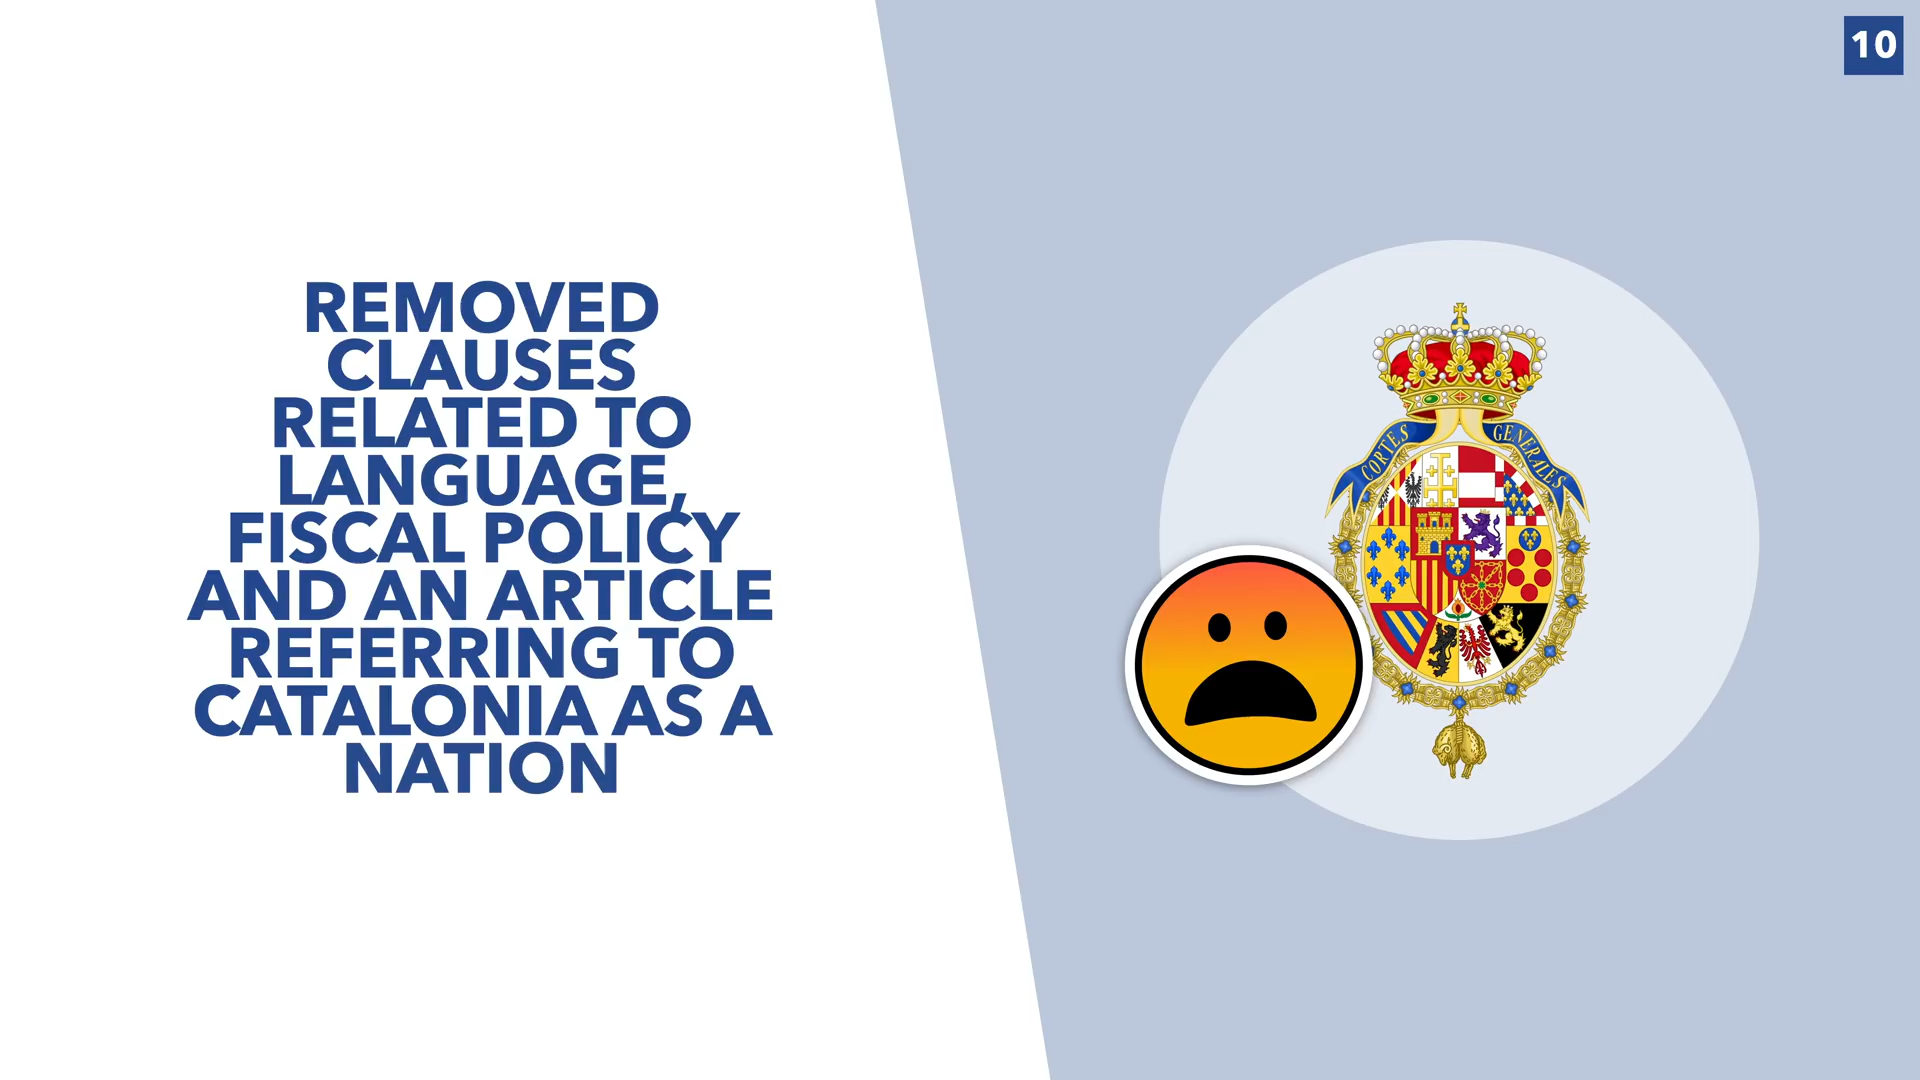 10
REMOVED
CLAUSES
RELATED TO
LANGUAGE,
FISCAL POLICY
AND AN ARTICLE
REFERRING TO
CATALONIA AS A
NATION
CORTES GENERALES